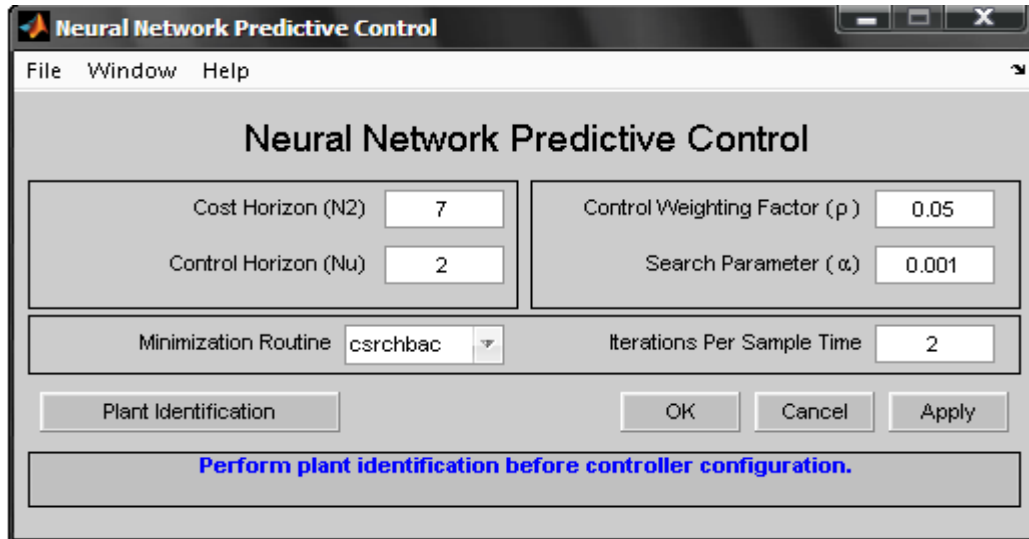 Neural Network Predictive Control
File Window Help
Neural Network Predictive Control
Cost Horizon (N2) 7
Control Weighting Factor (ρ) 0.05
Control Horizon (Nu) 2
Search Parameter (α) 0.001
Minimization Routine csrchbac
Iterations Per Sample Time 2
Plant Identification
OK Cancel Apply
Perform plant identification before controller configuration.